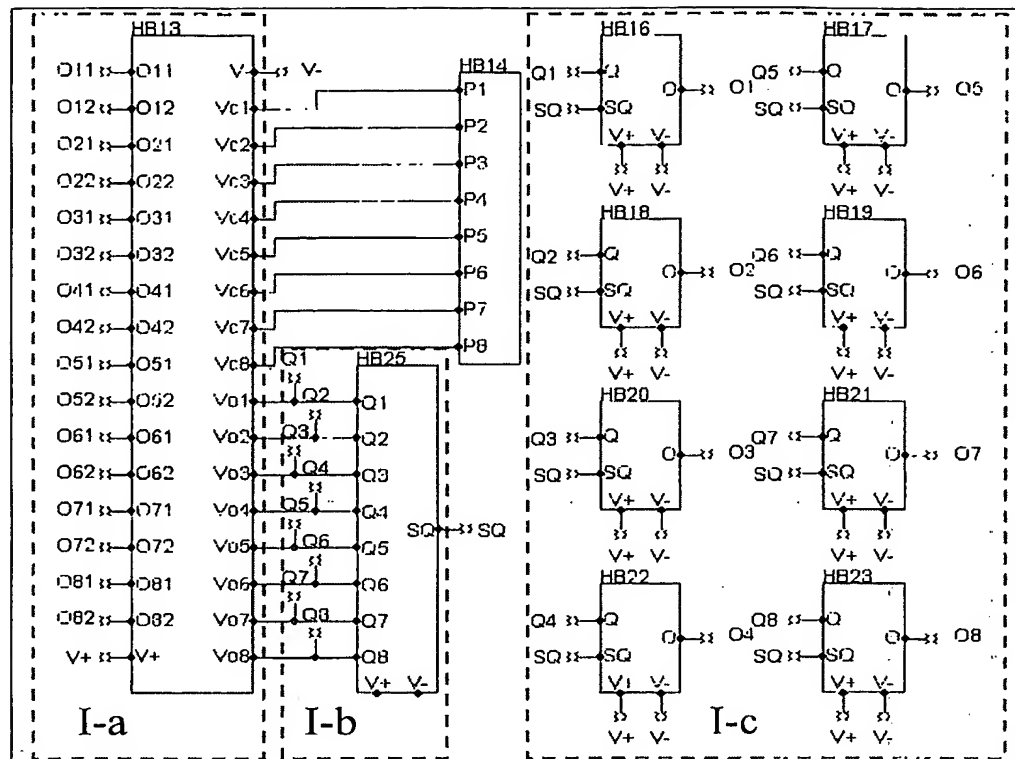 HB13
O11 O11 V- V-
O12 O12 Vc1
O21 O21 Vc2
O22 O22 Vc3
O31 O31 Vc4
O32 O32 Vc5
O41 O41 Vc6
O42 O42 Vc7
O51 O51 Vc8
O52 O52 Vo1
O61 O61 Vo2
O62 O62 Vo3
O71 O71 Vo4
O72 O72 Vo5
O81 O81 Vo6
O82 O82 Vo7
V+ V+ Vo8
I-a
HB14
P1
P2
P3
P4
P5
P6
P7
P8
HB25
Q1
Q2 Q1
Q3 Q2
Q4 Q3
Q5 Q4
SQ SQ
Q6 Q5
Q7 Q6
Q8 Q7
Q8
V+ V-
I-b
HB16
Q1 Q
O O1
SQ SQ
V+ V-
V+ V-
HB17
Q5 Q
O O5
SQ SQ
V+ V-
V+ V-
HB18
Q2 Q
O O2
SQ SQ
V+ V-
V+ V-
HB19
Q6 Q
O O6
SQ SQ
V+ V-
V+ V-
HB20
Q3 Q
O O3
SQ SQ
V+ V-
V+ V-
HB21
Q7 Q
O O7
SQ SQ
V+ V-
V+ V-
HB22
Q4 Q
O O4
SQ SQ
V+ V-
V+ V-
HB23
Q8 Q
O O8
SQ SQ
V+ V-
V+ V-
I-c